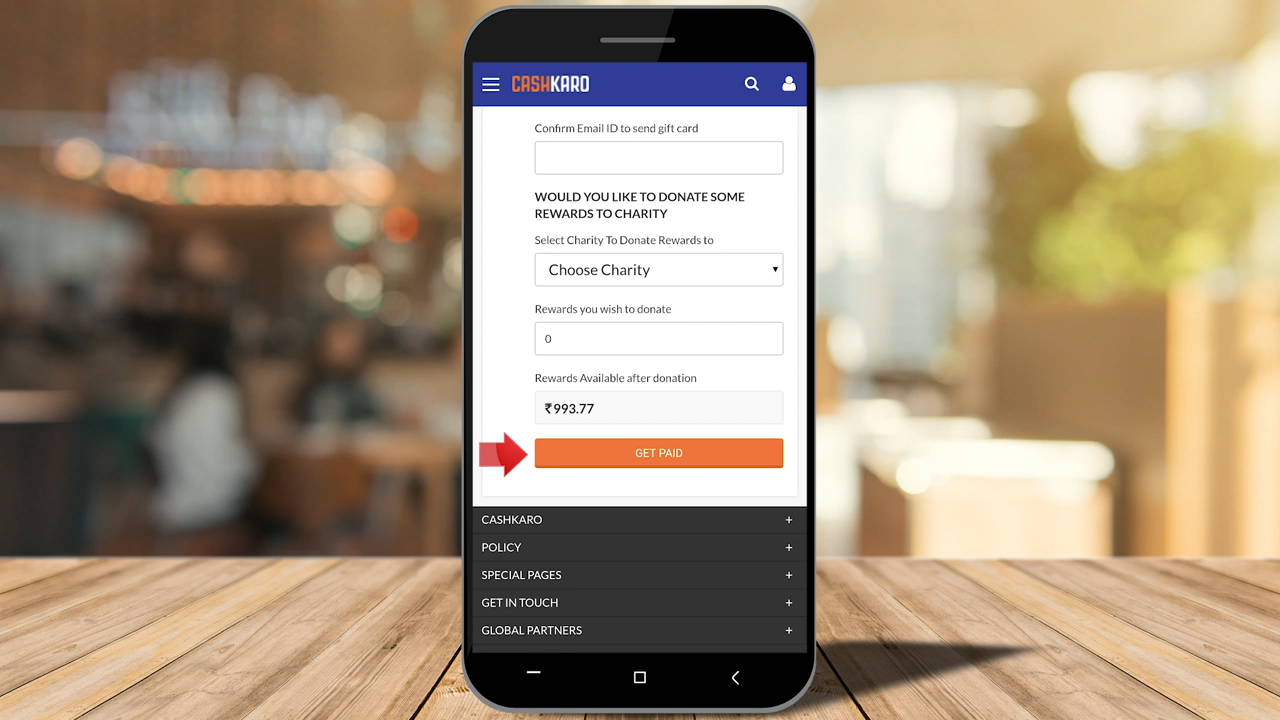 CASHKARO
Confirm Email ID to send gift card
WOULD YOU LIKE TO DONATE SOME
REWARDS TO CHARITY
Select Charity To Donate Rewards to
Choose Charity
Rewards you wish to donate
0
Rewards Available after donation
₹993.77
GET PAID
CASHKARO +
POLICY +
SPECIAL PAGES +
GET IN TOUCH +
GLOBAL PARTNERS +